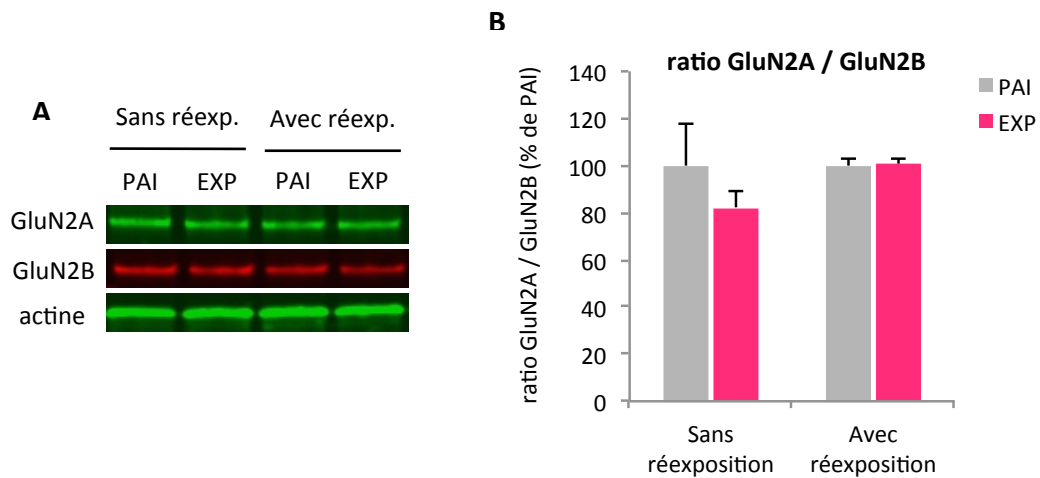 A
Sans réexp. Avec réexp.
PAI EXP PAI EXP
GluN2A
GluN2B
actine
B
ratio GluN2A / GluN2B
ratio GluN2A / GluN2B (% de PAI)
140
120
100
80
60
40
20
0
Sans
réexposition
Avec
réexposition
PAI
EXP